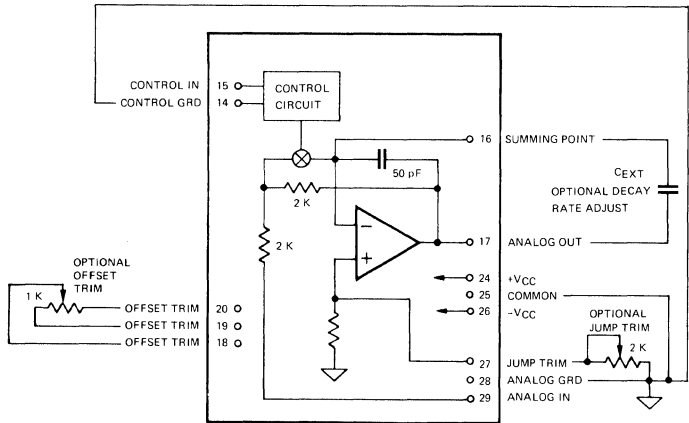 CONTROL IN 15
CONTROL GRD 14
CONTROL
CIRCUIT
16 SUMMING POINT
50 pF
CEXT
OPTIONAL DECAY
RATE ADJUST
2 K
2 K
17 ANALOG OUT
OPTIONAL
OFFSET
TRIM
1 K
24 +VCC
25 COMMON
26 -VCC
OPTIONAL
JUMP TRIM
2 K
OFFSET TRIM 20
OFFSET TRIM 19
OFFSET TRIM 18
27 JUMP TRIM
28 ANALOG GRD
29 ANALOG IN